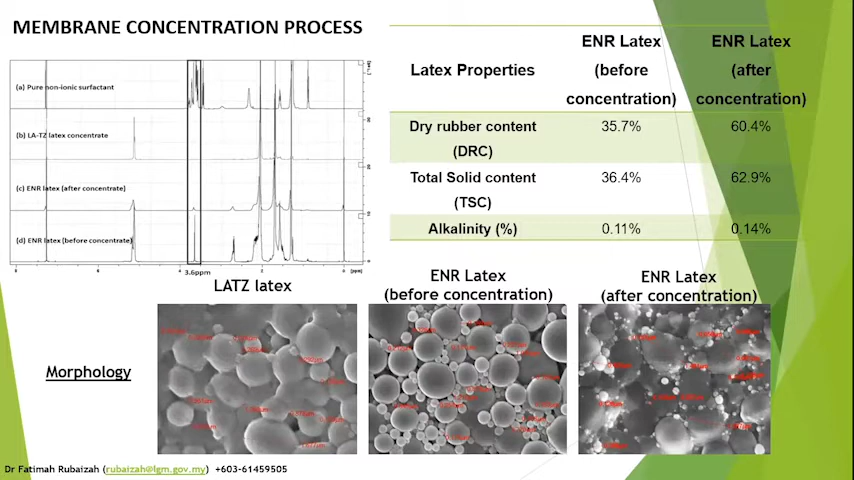 MEMBRANE CONCENTRATION PROCESS
(a) Pure non-ionic surfactant
(b) LA-TZ latex concentrate
(c) ENR latex (after concentrate)
(d) ENR latex (before concentrate)
3.6ppm
Latex Properties
ENR Latex
(before
concentration)
ENR Latex
(after
concentration)
Dry rubber content
(DRC)
35.7%
60.4%
Total Solid content
(TSC)
36.4%
62.9%
Alkalinity (%)
0.11%
0.14%
LATZ latex
ENR Latex
(before concentration)
ENR Latex
(after concentration)
Morphology
Dr Fatimah Rubaizah (rubaizah@lgm.gov.my) +603-61459505